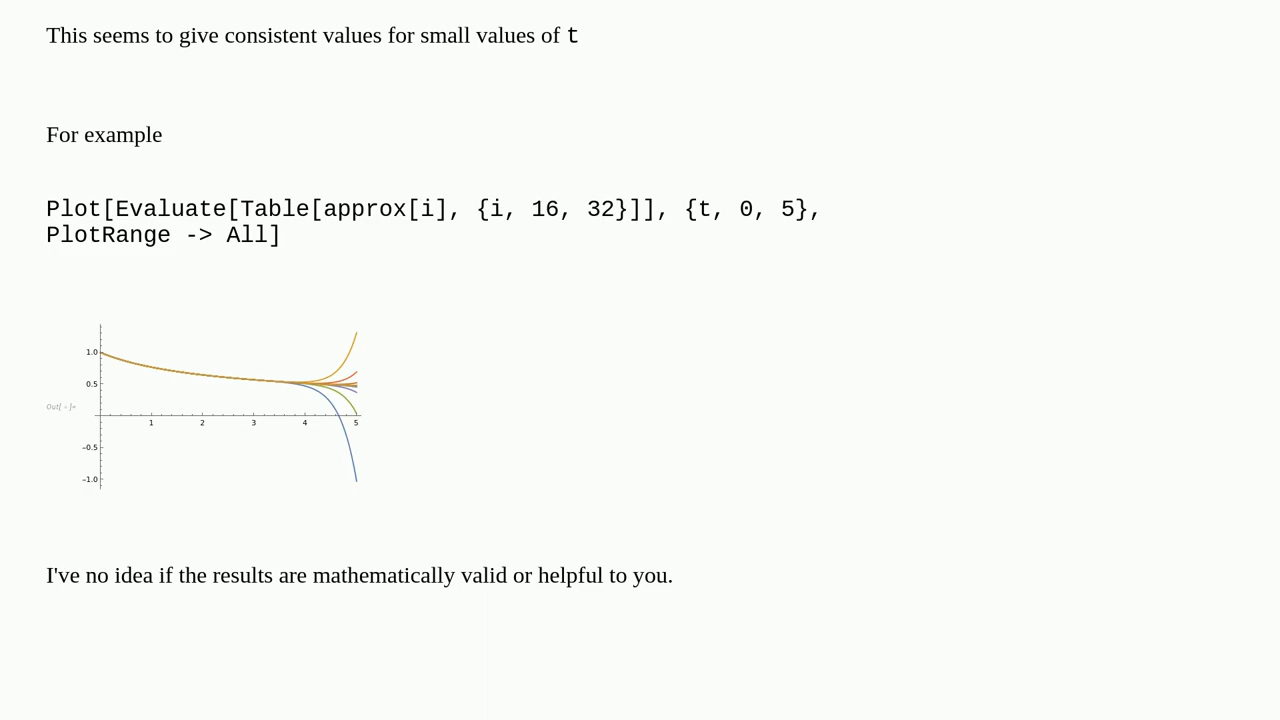 This seems to give consistent values for small values of t
For example
Plot[Evaluate[Table[approx[i], {i, 16, 32}]], {t, 0, 5},
PlotRange -> All]
1.0
0.5
Out[ ]=
1 2 3 4 5
-0.5
-1.0
I've no idea if the results are mathematically valid or helpful to you.